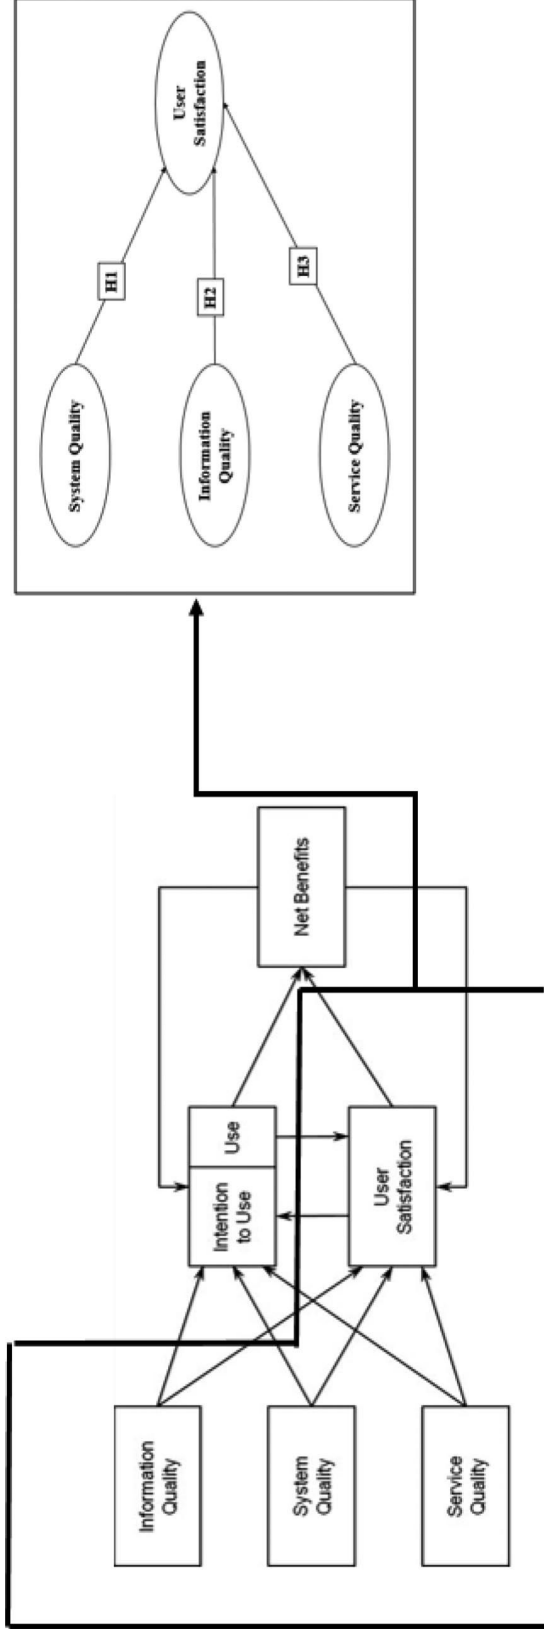 Information
Quality
System
Quality
Service
Quality
Intention
to Use
Use
User
Satisfaction
Net Benefits
System Quality
Information
Quality
Service Quality
H1
H2
H3
User
Satisfaction